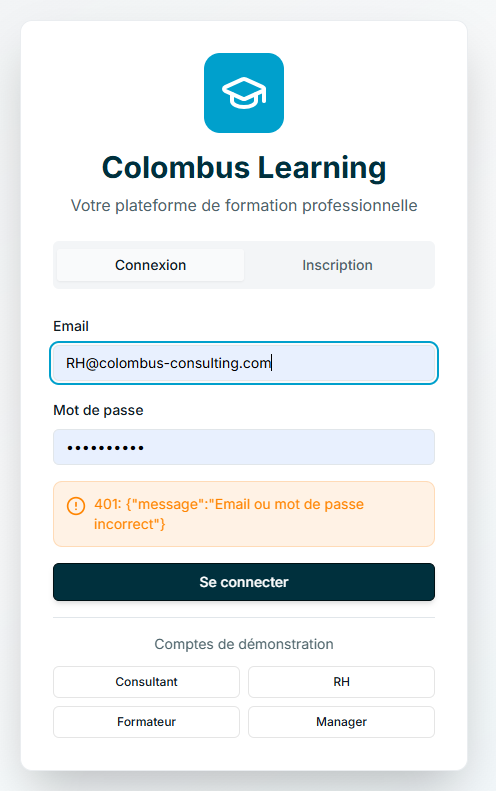 Colombus Learning
Votre plateforme de formation professionnelle
Connexion
Inscription
Email
RH@colombus-consulting.com
Mot de passe
••••••••••
401: {"message":"Email ou mot de passe
incorrect"}
Se connecter
Comptes de démonstration
Consultant
RH
Formateur
Manager